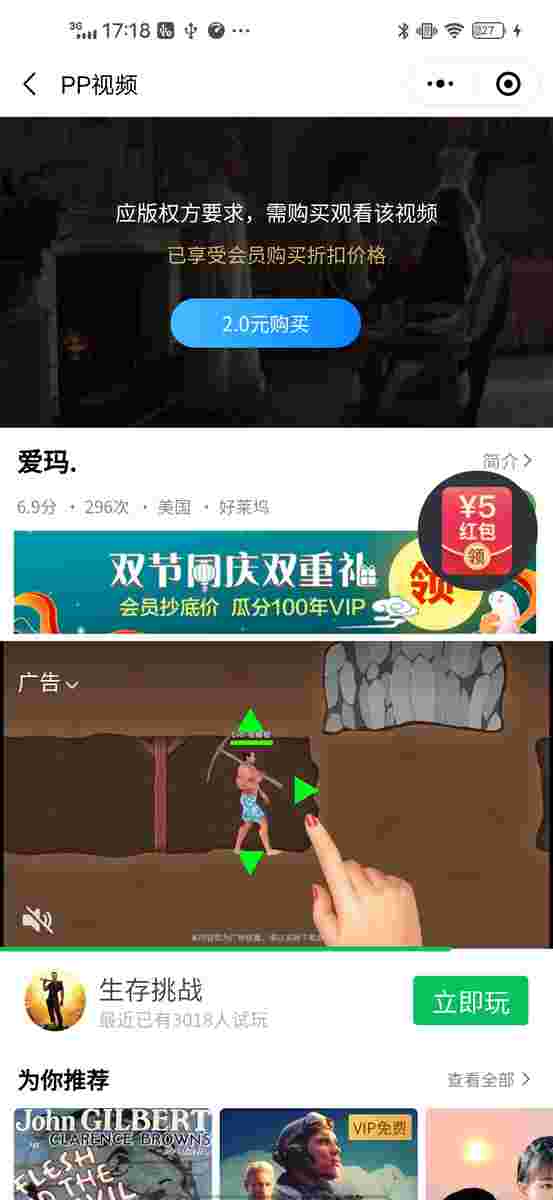 3G 17:18 27
PP视频
应版权方要求，需购买观看该视频
已享受会员购买折扣价格
2.0元购买
爱玛.
简介
6.9分 · 296次 · 美国 · 好莱坞
¥5
红包
领
双节同庆双重礼
会员抄底价 瓜分100年VIP
领
广告
生存挑战
最近已有3018人试玩
立即玩
为你推荐
查看全部
John GILBERT
CLARENCE BROWN'S
FLESH
AND THE
VIP免费